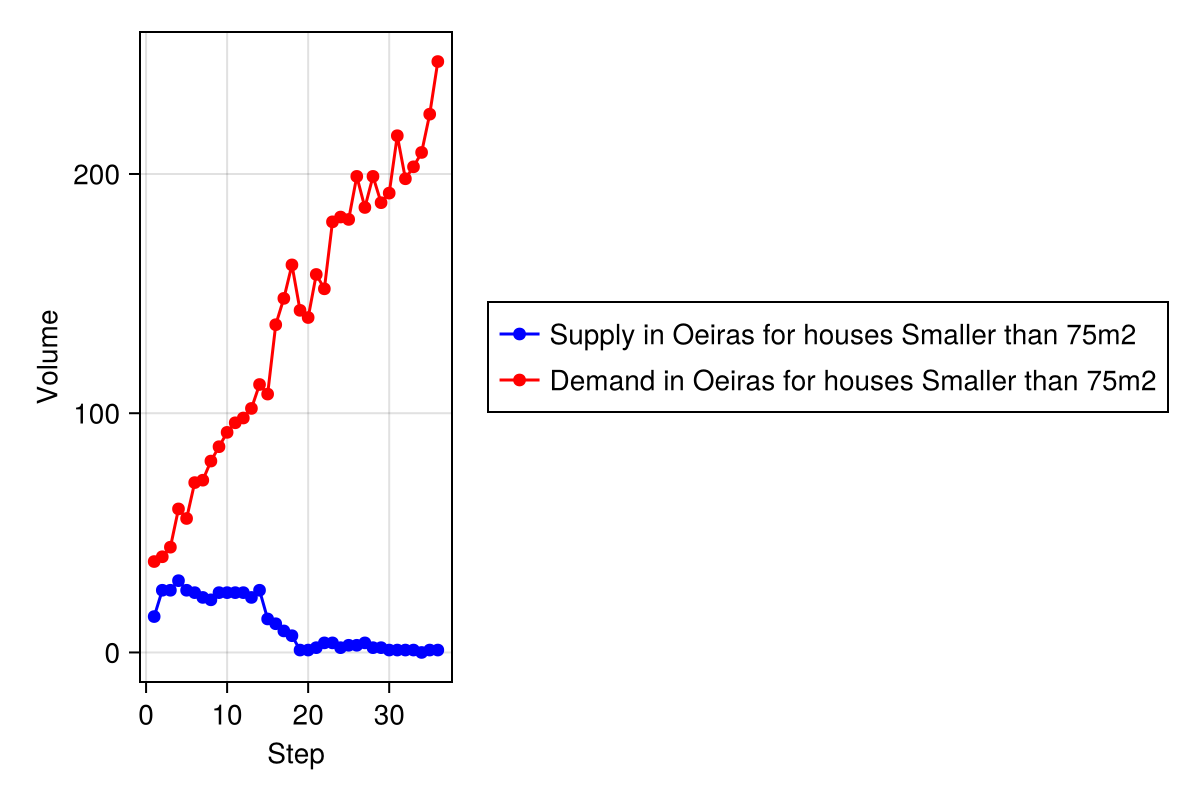 Volume
200
100
0
0 10 20 30
Step
Supply in Oeiras for houses Smaller than 75m2
Demand in Oeiras for houses Smaller than 75m2